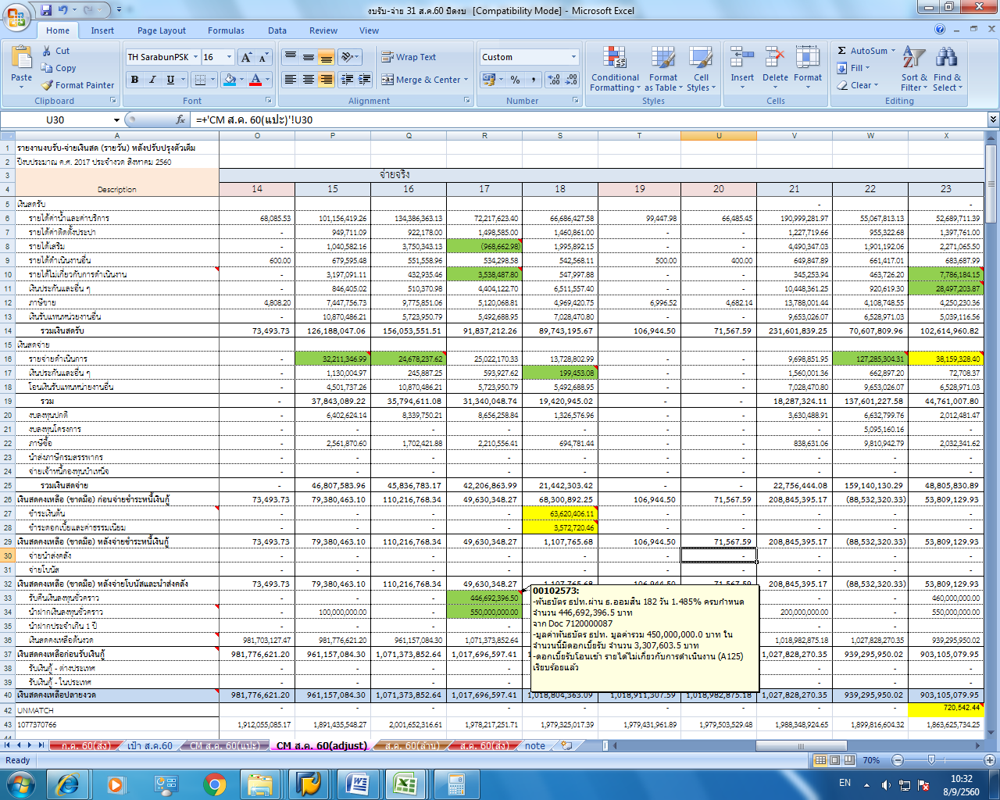 งบรับ-จ่าย 31 ส.ค.60 ปิดงบ  [Compatibility Mode] - Microsoft Excel
Home Insert Page Layout Formulas Data Review View
Paste Cut Copy Format Painter Clipboard
TH SarabunPSK 16 B I U Font
Wrap Text Merge & Center Alignment
Custom % , Number
Conditional Formatting Format as Table Cell Styles Styles
Insert Delete Format Cells
AutoSum Fill Clear Sort & Filter Find & Select Editing
U30 fx =+'CM ส.ค. 60(แปะ)'!U30
A O P Q R S T U V W X
1 รายงานงบรับ-จ่ายเงินสด (รายวัน) หลังปรับปรุงตัวเดิม
2 ปีงบประมาณ ค.ศ. 2017 ประจำงวด สิงหาคม 2560
3 จ่ายจริง
4 Description 14 15 16 17 18 19 20 21 22 23
5 เงินสดรับ - -
6 รายได้ค่าน้ำและค่าบริการ 68,085.53 101,156,419.26 134,386,363.13 72,217,623.40 66,686,427.58 99,447.98 66,485.45 190,999,281.97 55,067,813.13 52,689,711.39
7 รายได้ค่าติดตั้งประปา - 949,711.09 922,178.00 1,498,585.00 1,460,861.00 - - 1,227,719.66 955,322.68 1,397,761.00
8 รายได้เสริม - 1,040,582.16 3,750,343.13 (968,662.98) 1,995,892.15 - - 4,490,347.03 1,901,192.06 2,271,065.50
9 รายได้ดำเนินงานอื่น 600.00 679,595.48 551,558.96 534,298.58 542,568.11 500.00 400.00 649,847.89 661,417.01 683,687.99
10 รายได้ไม่เกี่ยวกับการดำเนินงาน - 3,197,091.11 432,935.46 3,538,487.80 547,997.88 - - 345,253.94 463,726.20 7,786,184.15
11 เงินประกันและอื่น ๆ - 846,405.02 510,370.98 4,404,122.70 6,511,557.40 - - 10,448,361.25 920,619.30 28,497,203.87
12 ภาษีขาย 4,808.20 7,447,756.73 9,775,851.06 5,120,068.81 4,969,420.75 6,996.52 4,682.14 13,788,001.44 4,108,748.55 4,250,230.36
13 เงินรับแทนหน่วยงานอื่น - 10,870,486.21 5,723,950.79 5,492,688.95 7,028,470.80 - - 9,653,026.07 6,528,971.03 5,039,116.56
14 รวมเงินสดรับ 73,493.73 126,188,047.06 156,053,551.51 91,837,212.26 89,743,195.67 106,944.50 71,567.59 231,601,839.25 70,607,809.96 102,614,960.82
15 เงินสดจ่าย
16 รายจ่ายดำเนินการ - 32,211,346.99 24,678,237.62 25,022,170.33 13,728,802.99 - - 9,698,851.95 127,285,304.31 38,159,328.40
17 เงินประกันและอื่น ๆ - 1,130,004.97 245,887.25 593,927.62 199,453.08 - - 1,560,001.36 662,897.20 72,708.37
18 โอนเงินรับแทนหน่ายงานอื่น - 4,501,737.26 10,870,486.21 5,723,950.79 5,492,688.95 - - 7,028,470.80 9,653,026.07 6,528,971.03
19 รวม - 37,843,089.22 35,794,611.08 31,340,048.74 19,420,945.02 - - 18,287,324.11 137,601,227.58 44,761,007.80
20 งบลงทุนปกติ - 6,402,624.14 8,339,750.21 8,656,258.84 1,326,576.96 - - 3,630,488.91 6,632,799.76 2,012,481.47
21 งบลงทุนโครงการ - - - - - - - - 5,095,160.16 -
22 ภาษีซื้อ - 2,561,870.60 1,702,421.88 2,210,556.41 694,781.44 - - 838,631.06 9,810,942.79 2,032,341.62
23 นำส่งภาษีกรมสรรพากร - - - - - - - - - -
24 จ่ายเจ้าหนี้กองทุนบำเหน็จ - - - - - - - - - -
25 รวมเงินสดจ่าย - 46,807,583.96 45,836,783.17 42,206,863.99 21,442,303.42 - - 22,756,444.08 159,140,130.29 48,805,830.89
26 เงินสดคงเหลือ (ขาดมือ) ก่อนจ่ายชำระหนี้เงินกู้ 73,493.73 79,380,463.10 110,216,768.34 49,630,348.27 68,300,892.25 106,944.50 71,567.59 208,845,395.17 (88,532,320.33) 53,809,129.93
27 ชำระเงินต้น - - - - 63,620,406.11 - - - - -
28 ชำระดอกเบี้ยและค่าธรรมเนียม - - - - 3,572,720.46 - - - - -
29 เงินสดคงเหลือ (ขาดมือ) หลังจ่ายชำระหนี้เงินกู้ 73,493.73 79,380,463.10 110,216,768.34 49,630,348.27 1,107,765.68 106,944.50 71,567.59 208,845,395.17 (88,532,320.33) 53,809,129.93
30 จ่ายนำส่งคลัง - - - - - - - - - -
31 จ่ายโบนัส - - - - - - - - - -
32 เงินสดคงเหลือ (ขาดมือ) หลังจ่ายโบนัสและนำส่งคลัง 73,493.73 79,380,463.10 110,216,768.34 49,630,348.27 1,107,765.68 106,944.50 71,567.59 208,845,395.17 (88,532,320.33) 53,809,129.93
33 รับคืนเงินลงทุนชั่วคราว - - - 446,692,396.50 - - 460,000,000.00
34 นำฝากเงินลงทุนชั่วคราว - 100,000,000.00 - 550,000,000.00 200,000,000.00 - 550,000,000.00
35 นำฝากประจำเกิน 1 ปี - - - - - - -
36 เงินสดคงเหลือต้นงวด 981,703,127.47 981,776,621.20 961,157,084.30 1,071,373,852.64 1,018,982,875.18 1,027,828,270.35 939,295,950.02
37 เงินสดคงเหลือก่อนรับเงินกู้ 981,776,621.20 961,157,084.30 1,071,373,852.64 1,017,696,597.41 1,027,828,270.35 939,295,950.02 903,105,079.95
38 รับเงินกู้ - ต่างประเทศ - - - - - - -
39 รับเงินกู้ - ในประเทศ - - - - - - -
40 เงินสดคงเหลือปลายงวด 981,776,621.20 961,157,084.30 1,071,373,852.64 1,017,696,597.41 1,018,804,363.09 1,018,911,307.59 1,018,982,875.18 1,027,828,270.35 939,295,950.02 903,105,079.95
42 UNMATCH - - - - - - - - - 720,542.44
43 1077370766 1,912,055,085.17 1,891,435,548.27 2,001,652,316.61 1,978,217,251.71 1,979,325,017.39 1,979,431,961.89 1,979,503,529.48 1,988,348,924.65 1,899,816,604.32 1,863,625,734.25
00102573:
-พันธบัตร ธปท.ผ่าน ธ.ออมสิน 182 วัน 1.485% ครบกำหนด
จำนวน 446,692,396.5 บาท
จาก Doc 7120000087
-มูลค่าพันธบัตร ธปท. มูลค่ารวม 450,000,000.0 บาท ใน
จำนวนนี้มีดอกเบี้ยรับ จำนวน 3,307,603.5 บาท
-ดอกเบี้ยรับโอนเข้า รายได้ไม่เกี่ยวกับการดำเนินงาน (A125)
เรียบร้อยแล้ว
ก.ค. 60(ส่ง) เป้า ส.ค.60 CM ส.ค. 60(แปะ) CM ส.ค. 60(adjust) ส.ค. 60(ล้าน) ส.ค. 60(ส่ง) note
Ready 70%
EN 10:32
8/9/2560